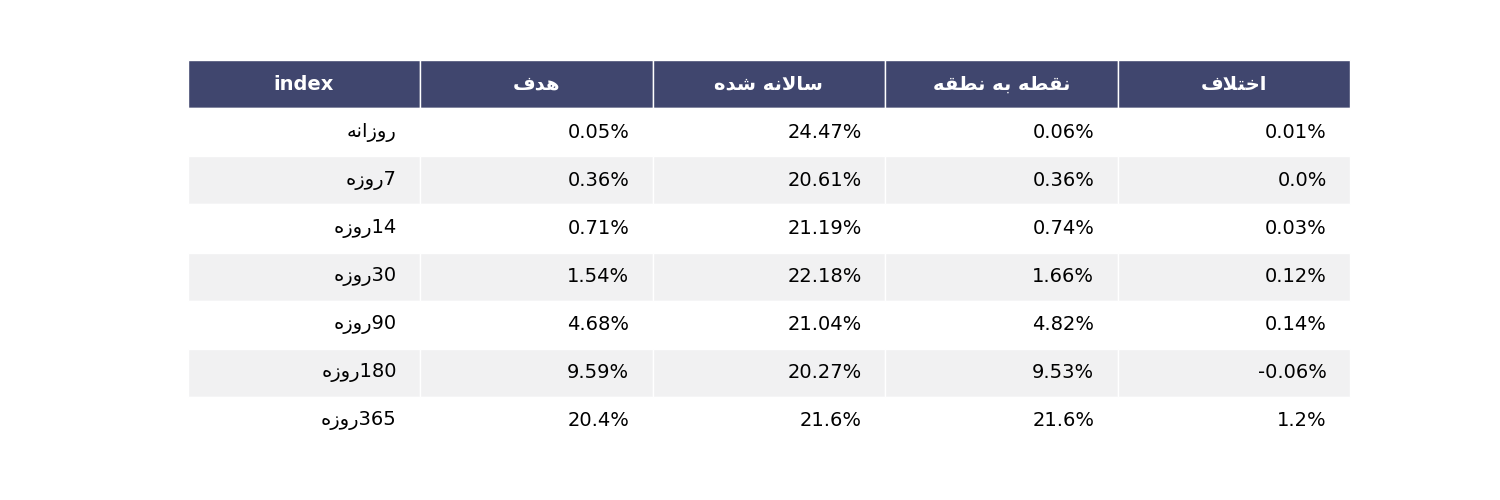 index هدف سالانه شده نقطه به نطقه اختلاف
روزانه 0.05% 24.47% 0.06% 0.01%
7روزه 0.36% 20.61% 0.36% 0.0%
14روزه 0.71% 21.19% 0.74% 0.03%
30روزه 1.54% 22.18% 1.66% 0.12%
90روزه 4.68% 21.04% 4.82% 0.14%
180روزه 9.59% 20.27% 9.53% -0.06%
365روزه 20.4% 21.6% 21.6% 1.2%